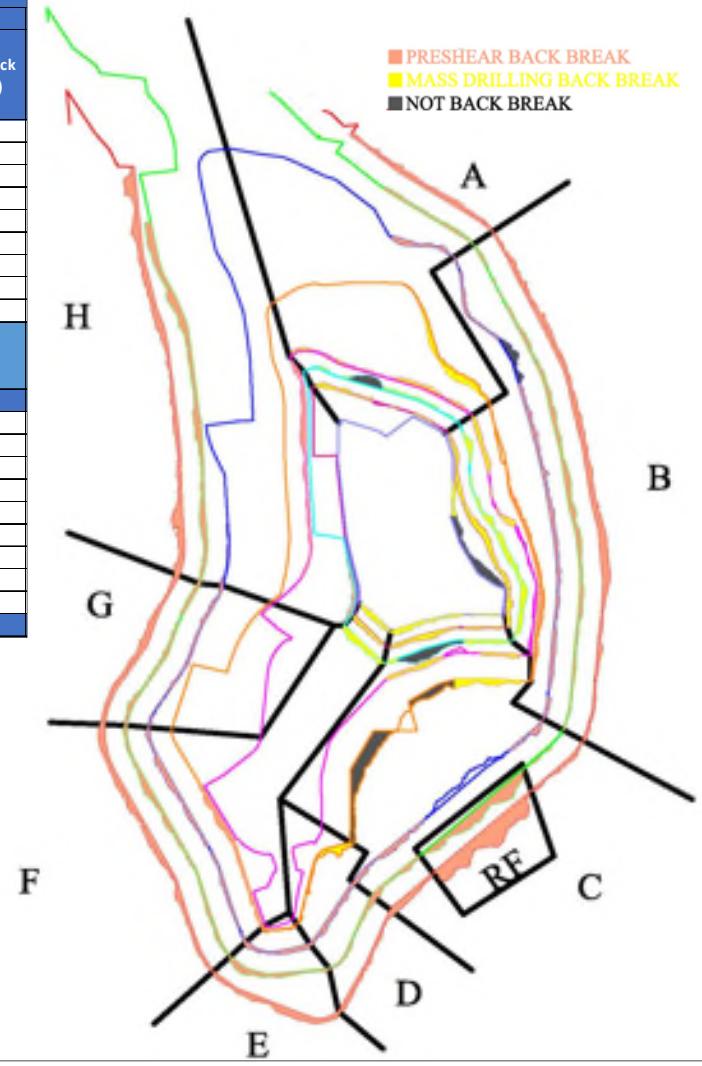 ck
)
PRESHEAR BACK BREAK
MASS DRILLING BACK BREAK
NOT BACK BREAK
A
H
B
G
F
RF
C
D
E